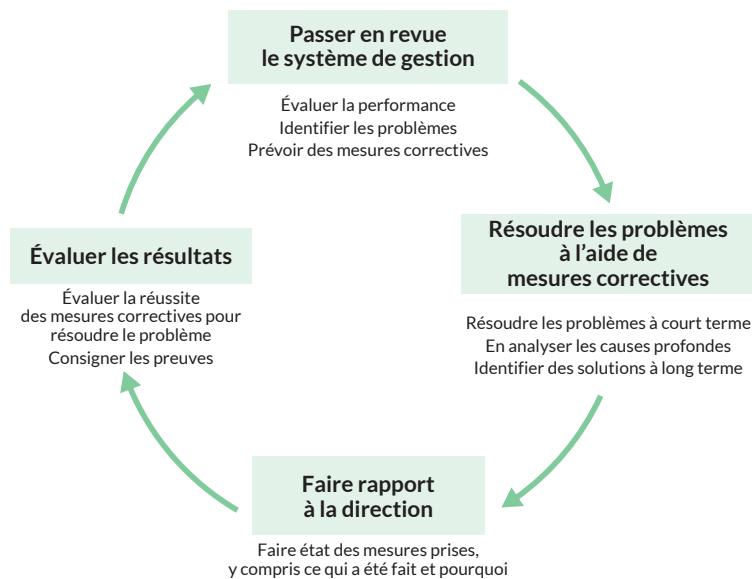 Passer en revue
le système de gestion
Évaluer la performance
Identifier les problèmes
Prévoir des mesures correctives
Résoudre les problèmes
à l’aide de
mesures correctives
Résoudre les problèmes à court terme
En analyser les causes profondes
Identifier des solutions à long terme
Faire rapport
à la direction
Faire état des mesures prises,
y compris ce qui a été fait et pourquoi
Évaluer les résultats
Évaluer la réussite
des mesures correctives pour
résoudre le problème
Consigner les preuves